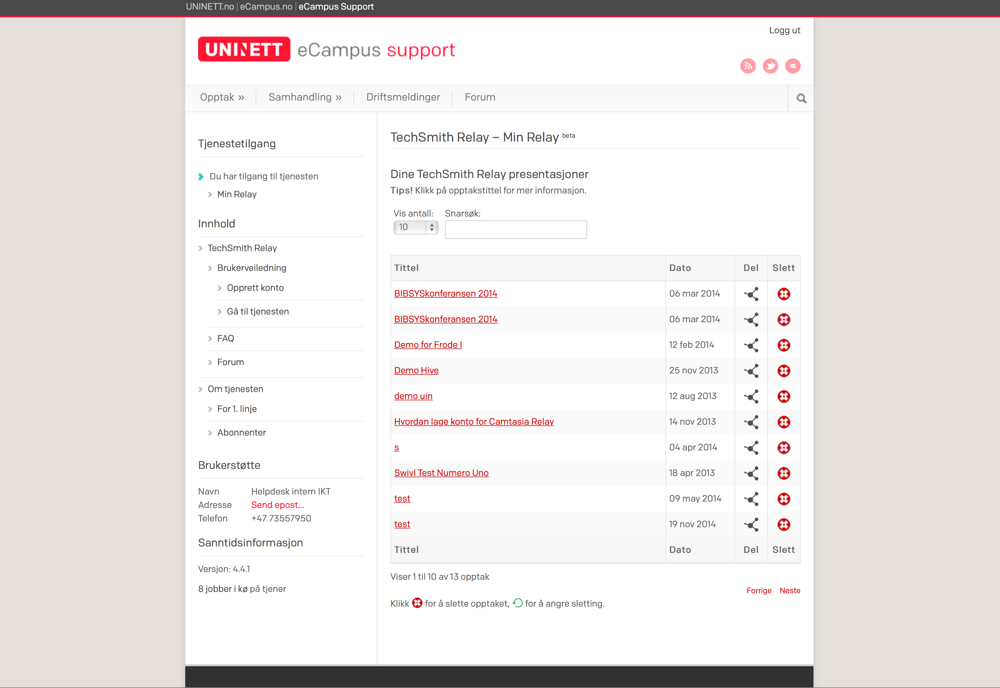 UNINETT.no | eCampus.no | eCampus Support
Logg ut
UNINETT eCampus support
Opptak »
Samhandling »
Driftsmeldinger
Forum
Tjenestetilgang
Du har tilgang til tjenesten
Min Relay
Innhold
TechSmith Relay
Brukerveiledning
Opprett konto
Gå til tjenesten
FAQ
Forum
Om tjenesten
For 1. linje
Abonnenter
Brukerstøtte
Navn Helpdesk intern IKT
Adresse Send epost...
Telefon +47 73557950
Sanntidsinformasjon
Versjon: 4.4.1
8 jobber i kø på tjener
TechSmith Relay – Min Relay beta
Dine TechSmith Relay presentasjoner
Tips! Klikk på opptakstittel for mer informasjon.
Vis antall: Snarsøk:
10
Tittel Dato Del Slett
BIBSYSkonferansen 2014 06 mar 2014
BIBSYSkonferansen 2014 06 mar 2014
Demo for Frode I 12 feb 2014
Demo Hive 25 nov 2013
demo uin 12 aug 2013
Hvordan lage konto for Camtasia Relay 14 nov 2013
s 04 apr 2014
Swivl Test Numero Uno 18 apr 2013
test 09 may 2014
test 19 nov 2014
Tittel Dato Del Slett
Viser 1 til 10 av 13 opptak
Forrige Neste
Klikk for å slette opptaket, for å angre sletting.